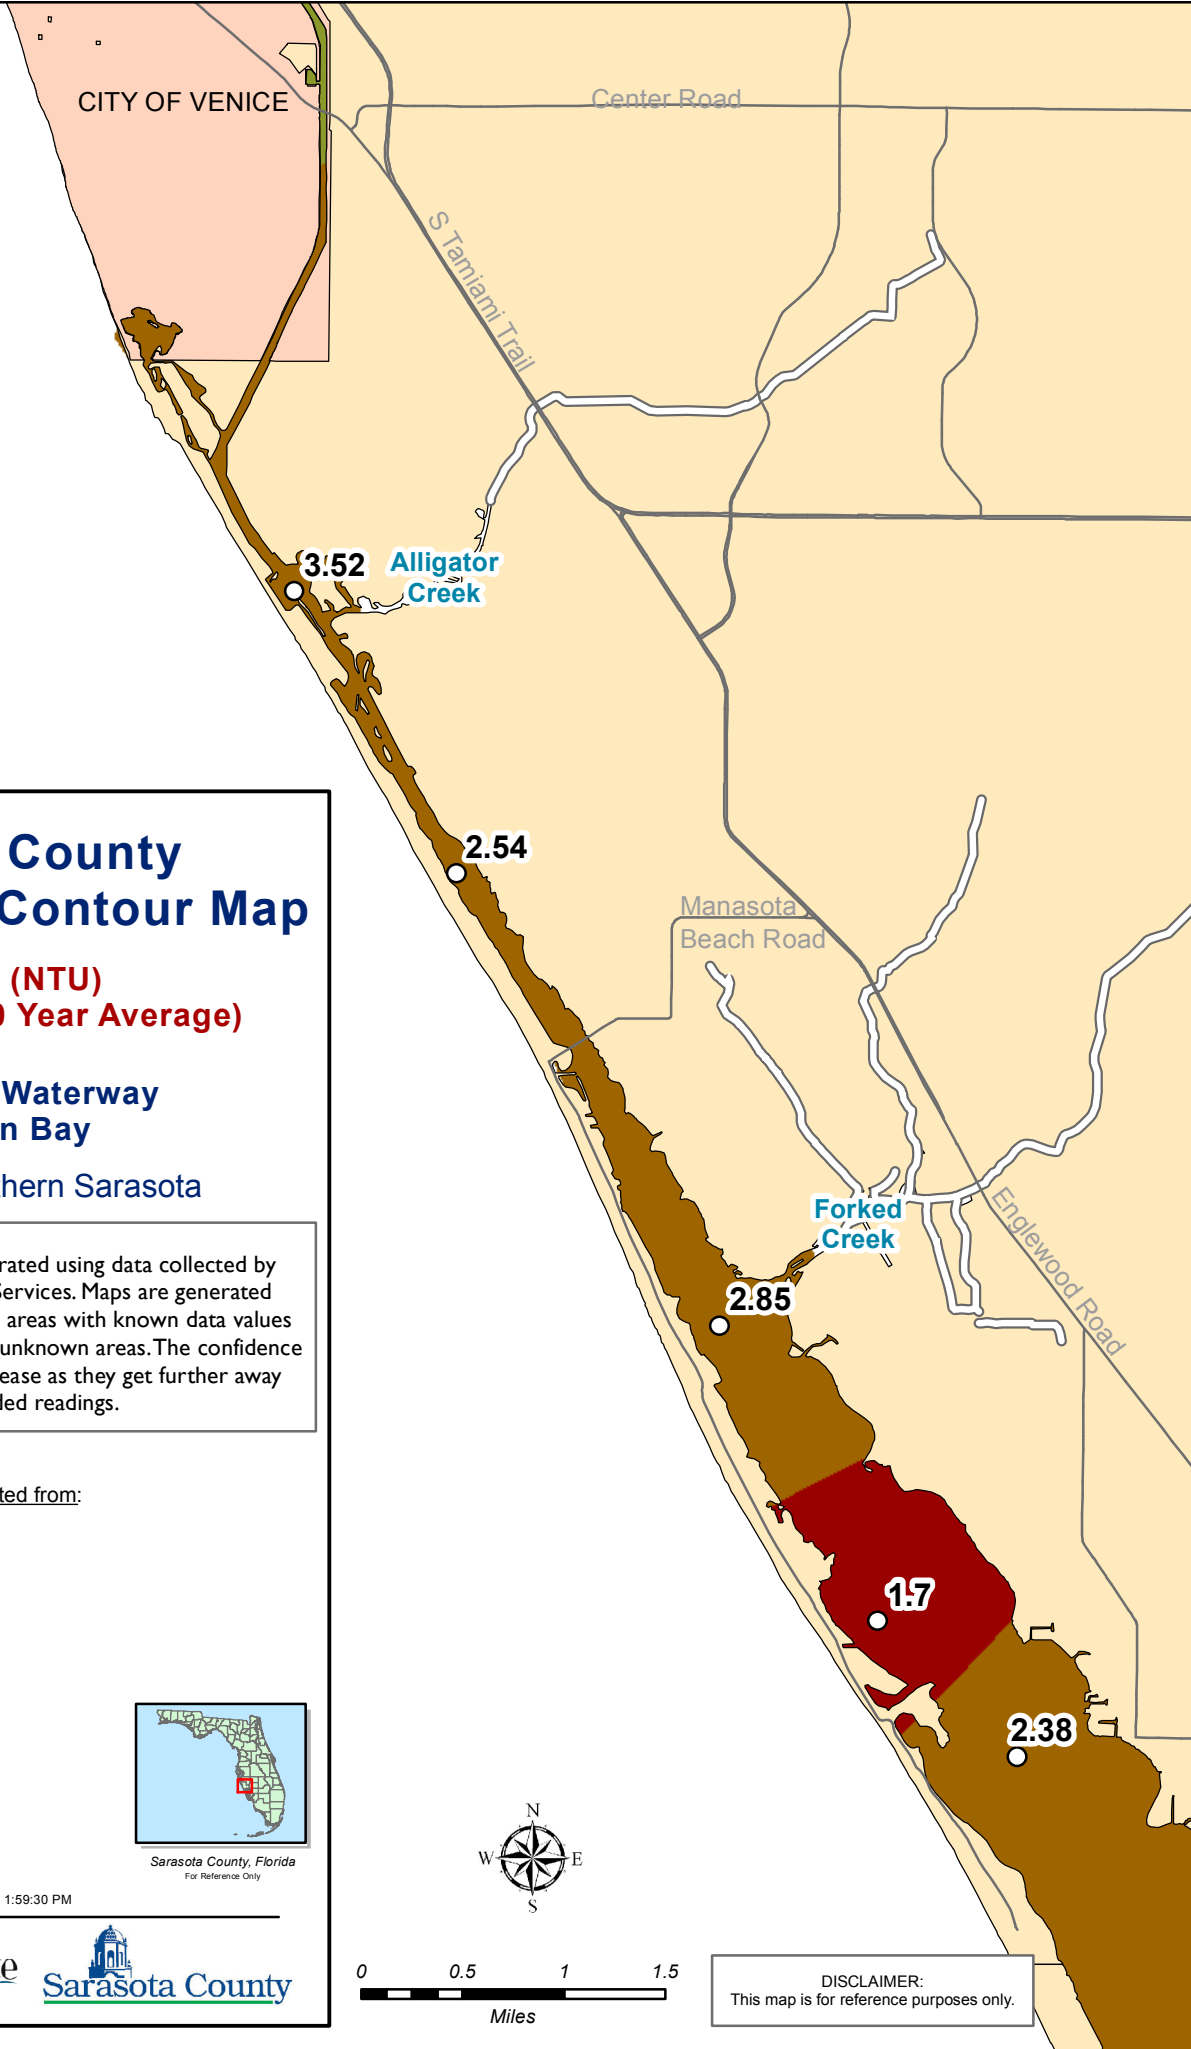 CITY OF VENICE
Center Road
S Tamiami Trail
3.52
Alligator
Creek
2.54
Manasota
Beach Road
Forked
Creek
Englewood Road
2.85
1.7
2.38
County
Contour Map
(NTU)
Year Average)
Waterway
n Bay
hern Sarasota
rated using data collected by
Services. Maps are generated
areas with known data values
unknown areas. The confidence
ease as they get further away
ded readings.
ted from:
Sarasota County, Florida
For Reference Only
1:59:30 PM
Sarasota County
N
W
E
S
0 0.5 1 1.5
Miles
DISCLAIMER:
This map is for reference purposes only.